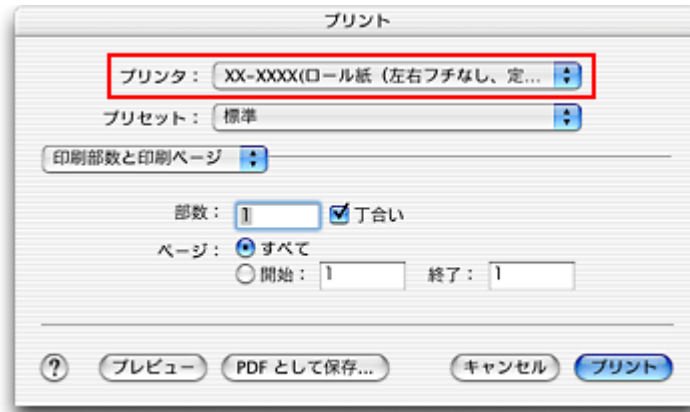 プリント
プリンタ： XX-XXXX(ロール紙（左右フチなし、定...
プリセット： 標準
印刷部数と印刷ページ
部数： 1 丁合い
ページ： すべて
開始： 1 終了： 1
? プレビュー PDF として保存... キャンセル プリント